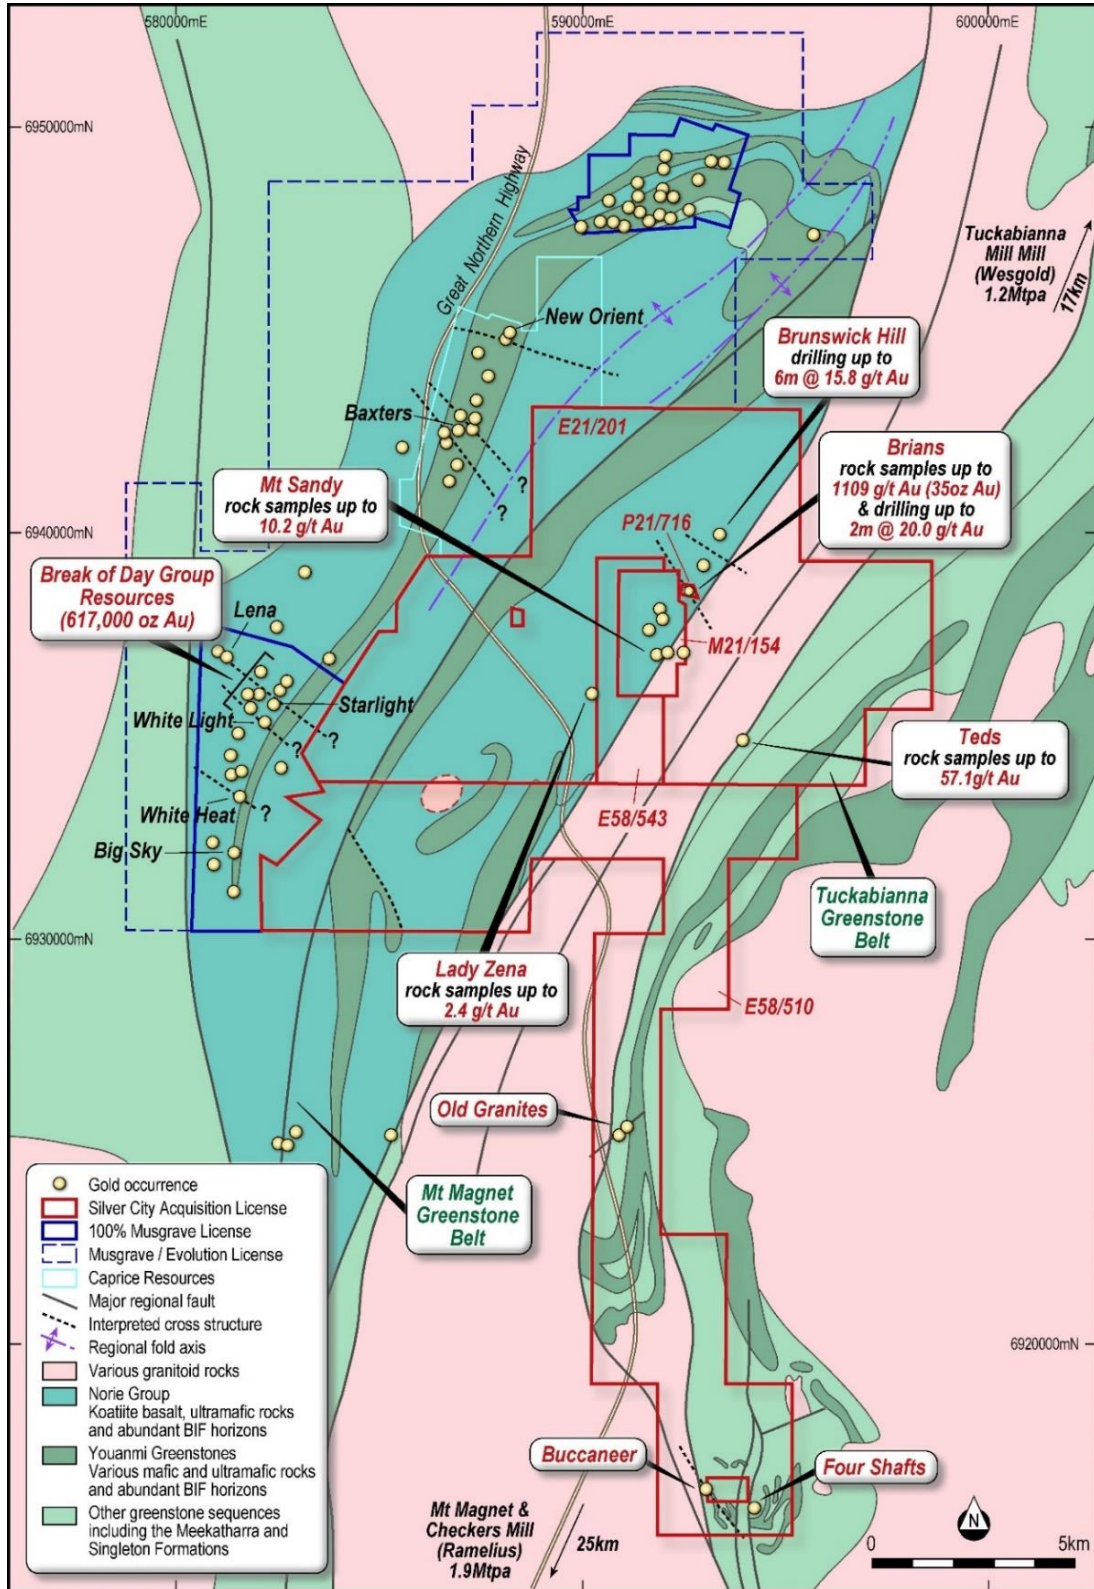 580000mE
590000mE
600000mE
6950000mN
Great Northern Highway
Tuckabianna
Mill Mill
(Wesgold)
1.2Mtpa
17km
New Orient
Brunswick Hill
drilling up to
6m @ 15.8 g/t Au
Baxters
E21/201
?
?
Mt Sandy
rock samples up to
10.2 g/t Au
Brians
rock samples up to
1109 g/t Au (35oz Au)
& drilling up to
2m @ 20.0 g/t Au
6940000mN
P21/716
Break of Day Group
Resources
(617,000 oz Au)
Lena
M21/154
Starlight
White Light
?
?
Teds
rock samples up to
57.1g/t Au
White Heat
?
E58/543
Big Sky
Tuckabianna
Greenstone
Belt
6930000mN
Lady Zena
rock samples up to
2.4 g/t Au
E58/510
Old Granites
Mt Magnet
Greenstone
Belt
Gold occurrence
Silver City Acquisition License
100% Musgrave License
Musgrave / Evolution License
Caprice Resources
Major regional fault
Interpreted cross structure
Regional fold axis
Various granitoid rocks
Norie Group
Koatiite basalt, ultramafic rocks
and abundant BIF horizons
Youanmi Greenstones
Various mafic and ultramafic rocks
and abundant BIF horizons
Other greenstone sequences
including the Meekatharra and
Singleton Formations
6920000mN
Buccaneer
Four Shafts
Mt Magnet &
Checkers Mill
(Ramelius)
1.9Mtpa
25km
N
0
5km